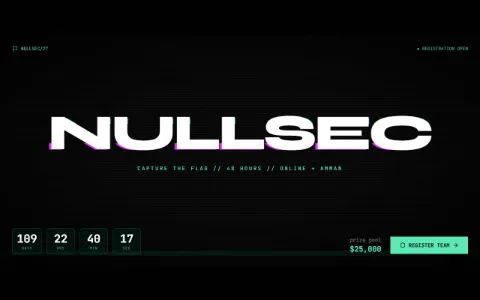 NULLSEC/27
REGISTRATION OPEN
NULLSEC
CAPTURE THE FLAG // 48 HOURS // ONLINE + AMMAN
109 22 40 17
DAYS HRS MIN SEC
prize pool
$25,000
REGISTER TEAM →